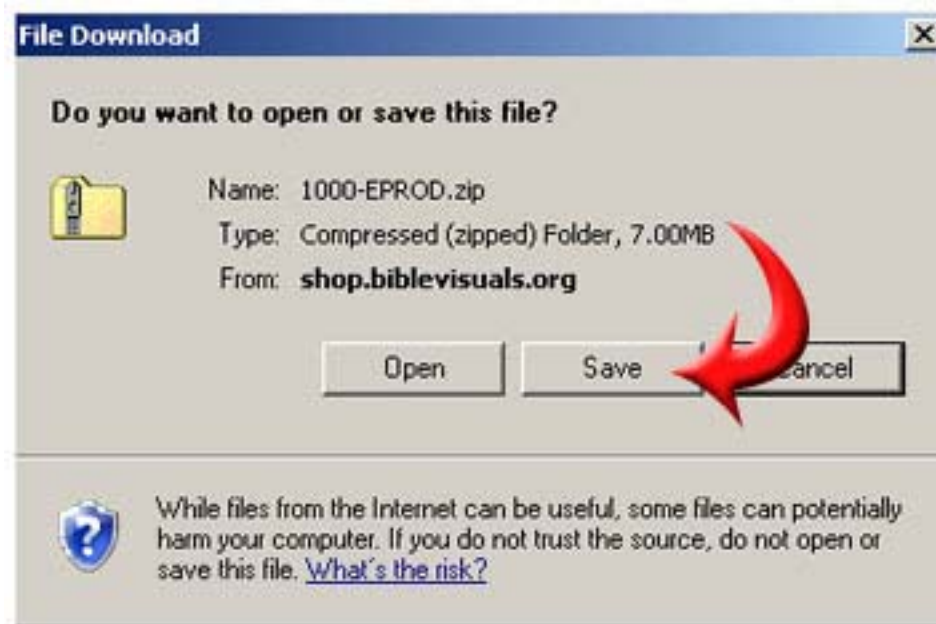 File Download
Do you want to open or save this file?
Name: 1000-EPROD.zip
Type: Compressed (zipped) Folder, 7.00MB
From: shop.biblevisuals.org
Open Save Cancel
While files from the Internet can be useful, some files can potentially
harm your computer. If you do not trust the source, do not open or
save this file. What's the risk?